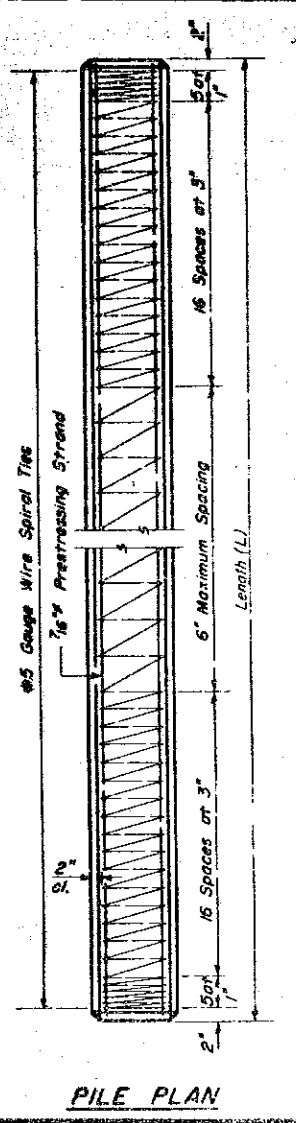 2"
5 at
1"
16 Spaces at 3"
#5 Gauge Wire Spiral Ties
7/16"φ Prestressing Strand
6" Maximum Spacing
Length (L)
16 Spaces at 3"
2"
5 at
1"
2"
PILE PLAN